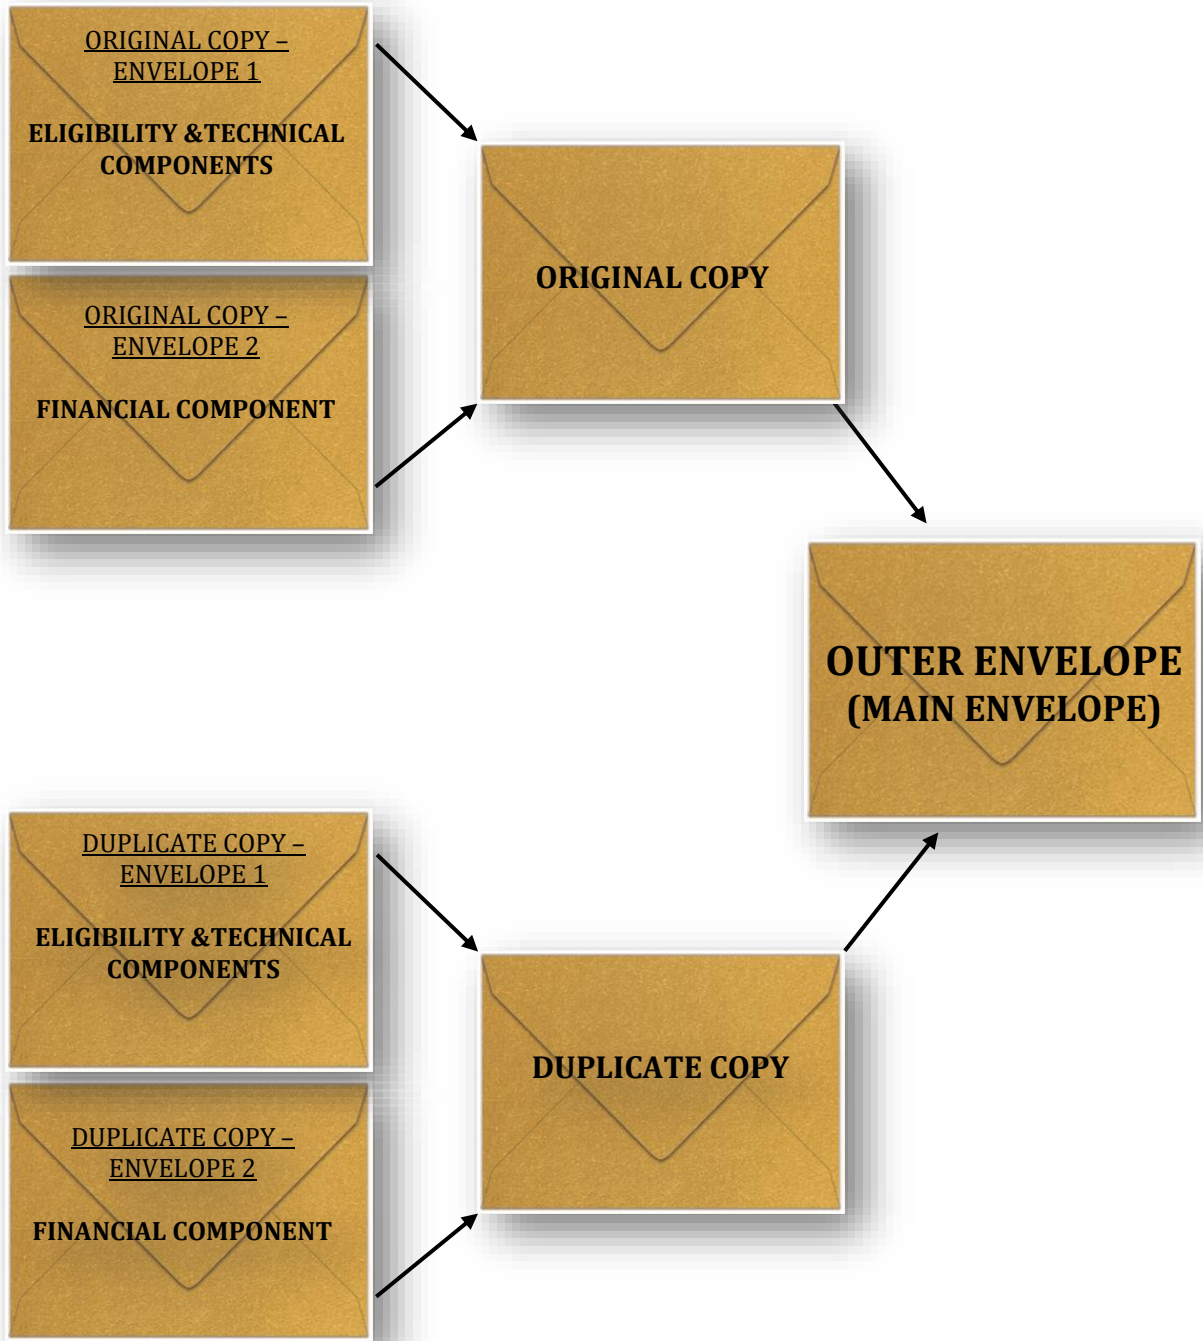 ORIGINAL COPY –
ENVELOPE 1
ELIGIBILITY &TECHNICAL
COMPONENTS
ORIGINAL COPY –
ENVELOPE 2
FINANCIAL COMPONENT
ORIGINAL COPY
OUTER ENVELOPE
(MAIN ENVELOPE)
DUPLICATE COPY –
ENVELOPE 1
ELIGIBILITY &TECHNICAL
COMPONENTS
DUPLICATE COPY –
ENVELOPE 2
FINANCIAL COMPONENT
DUPLICATE COPY